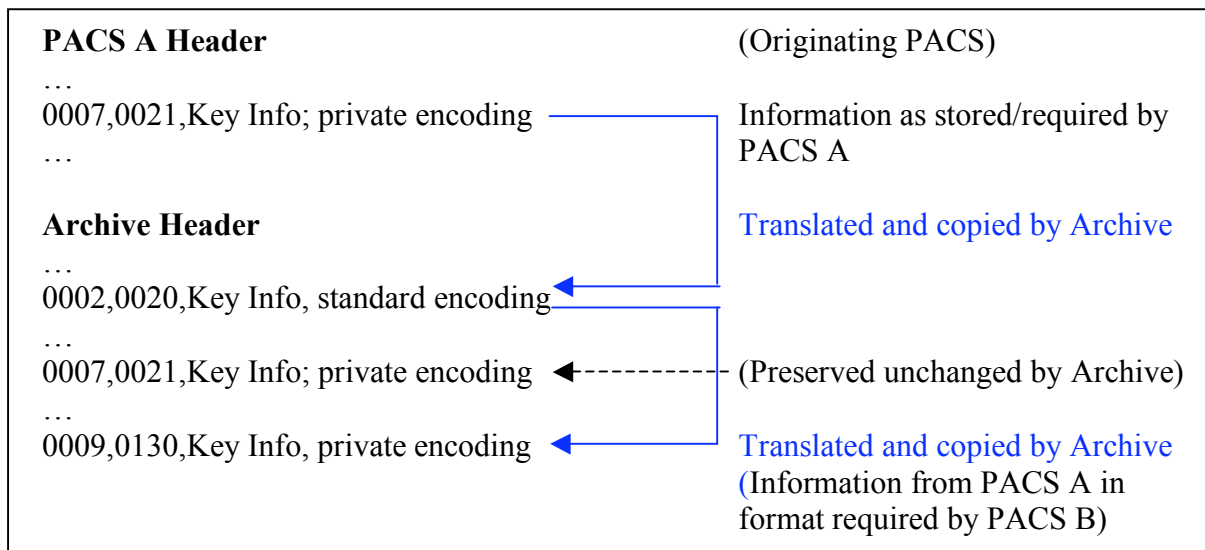 PACS A Header (Originating PACS)
…
0007,0021,Key Info; private encoding Information as stored/required by
… PACS A
Archive Header Translated and copied by Archive
…
0002,0020,Key Info, standard encoding
…
0007,0021,Key Info; private encoding (Preserved unchanged by Archive)
…
0009,0130,Key Info, private encoding Translated and copied by Archive
(Information from PACS A in
format required by PACS B)